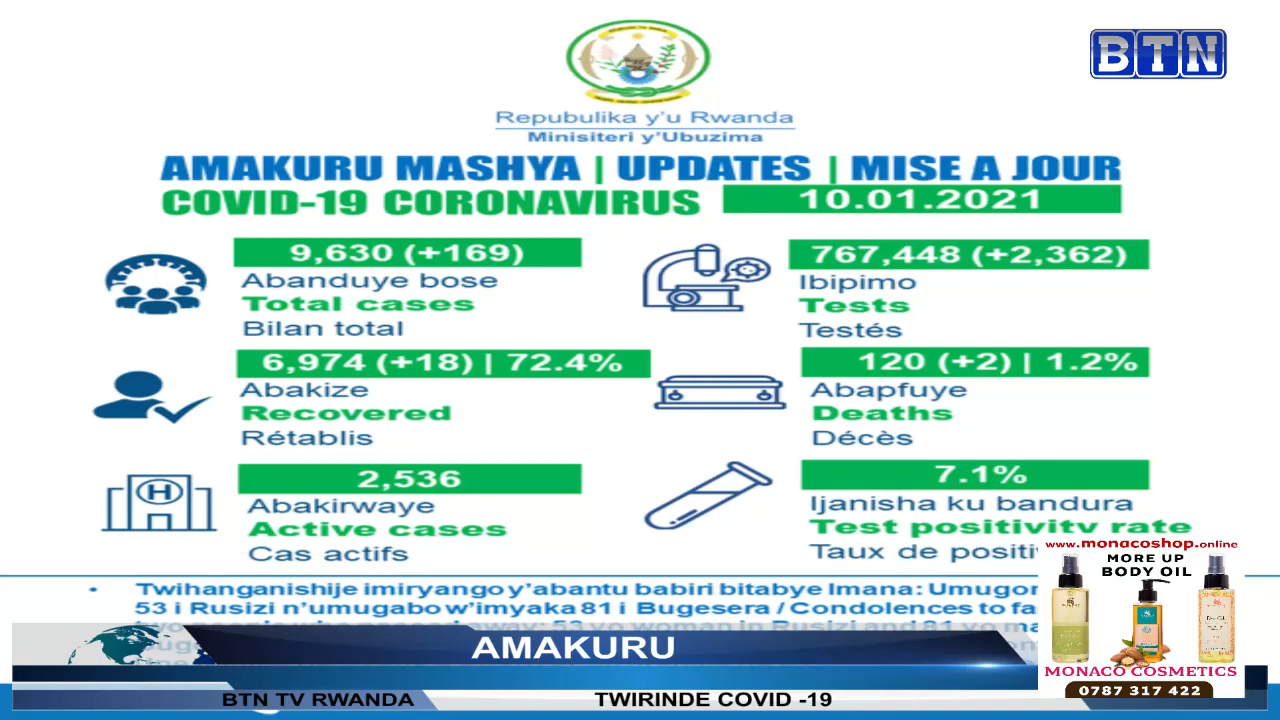 BTN
Repubulika y'u Rwanda
Minisiteri y'Ubuzima
AMAKURU MASHYA | UPDATES | MISE A JOUR
COVID-19 CORONAVIRUS 10.01.2021
9,630 (+169)
Abanduye bose
Total cases
Bilan total
767,448 (+2,362)
Ibipimo
Tests
Testés
6,974 (+18) | 72.4%
Abakize
Recovered
Rétablis
120 (+2) | 1.2%
Abapfuye
Deaths
Décès
H
2,536
Abakirwaye
Active cases
Cas actifs
7.1%
Ijanisha ku bandura
Test positivity rate
Taux de positi
• Twihanganishije imiryango y'abantu babiri bitabye Imana: Umugor
53 i Rusizi n'umugabo w'imyaka 81 i Bugesera / Condolences to fa
www.monacoshop.online
MORE UP
BODY OIL
MONACO COSMETICS
0787 317 422
AMAKURU
BTN TV RWANDA TWIRINDE COVID -19